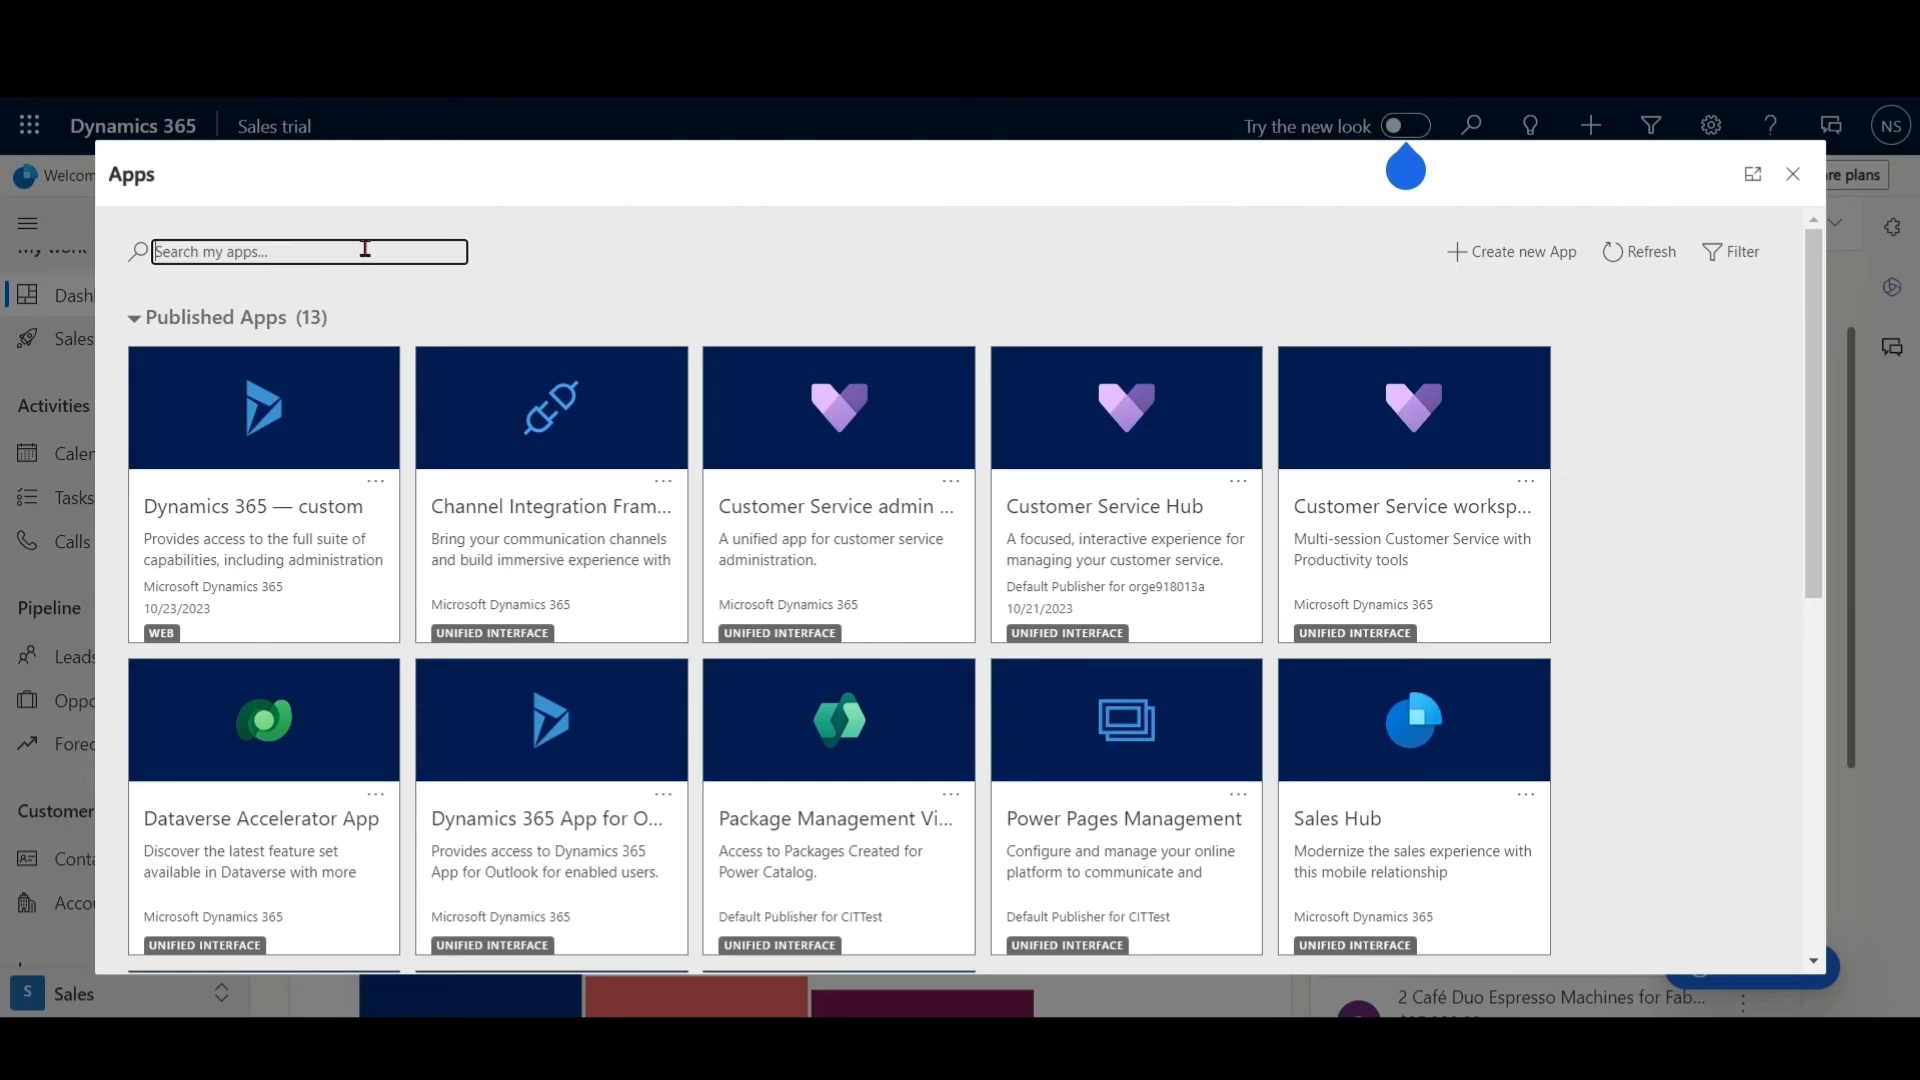 Dynamics 365 Sales trial Try the new look NS
Welcom re plans
Apps
Search my apps... Create new App Refresh Filter
My work
Published Apps (13)
Dashb
Sales
Activities
Calen
Tasks
Calls
Pipeline
Leads
Oppo
Forec
Customer
Conta
Accou
Dynamics 365 — custom
Provides access to the full suite of
capabilities, including administration
Microsoft Dynamics 365
10/23/2023
WEB
Channel Integration Fram...
Bring your communication channels
and build immersive experience with
Microsoft Dynamics 365
UNIFIED INTERFACE
Customer Service admin ...
A unified app for customer service
administration.
Microsoft Dynamics 365
UNIFIED INTERFACE
Customer Service Hub
A focused, interactive experience for
managing your customer service.
Default Publisher for orge918013a
10/21/2023
UNIFIED INTERFACE
Customer Service worksp...
Multi-session Customer Service with
Productivity tools
Microsoft Dynamics 365
UNIFIED INTERFACE
Dataverse Accelerator App
Discover the latest feature set
available in Dataverse with more
Microsoft Dynamics 365
UNIFIED INTERFACE
Dynamics 365 App for O...
Provides access to Dynamics 365
App for Outlook for enabled users.
Microsoft Dynamics 365
UNIFIED INTERFACE
Package Management Vi...
Access to Packages Created for
Power Catalog.
Default Publisher for CITTest
UNIFIED INTERFACE
Power Pages Management
Configure and manage your online
platform to communicate and
Default Publisher for CITTest
UNIFIED INTERFACE
Sales Hub
Modernize the sales experience with
this mobile relationship
Microsoft Dynamics 365
UNIFIED INTERFACE
S Sales
2 Café Duo Espresso Machines for Fab...